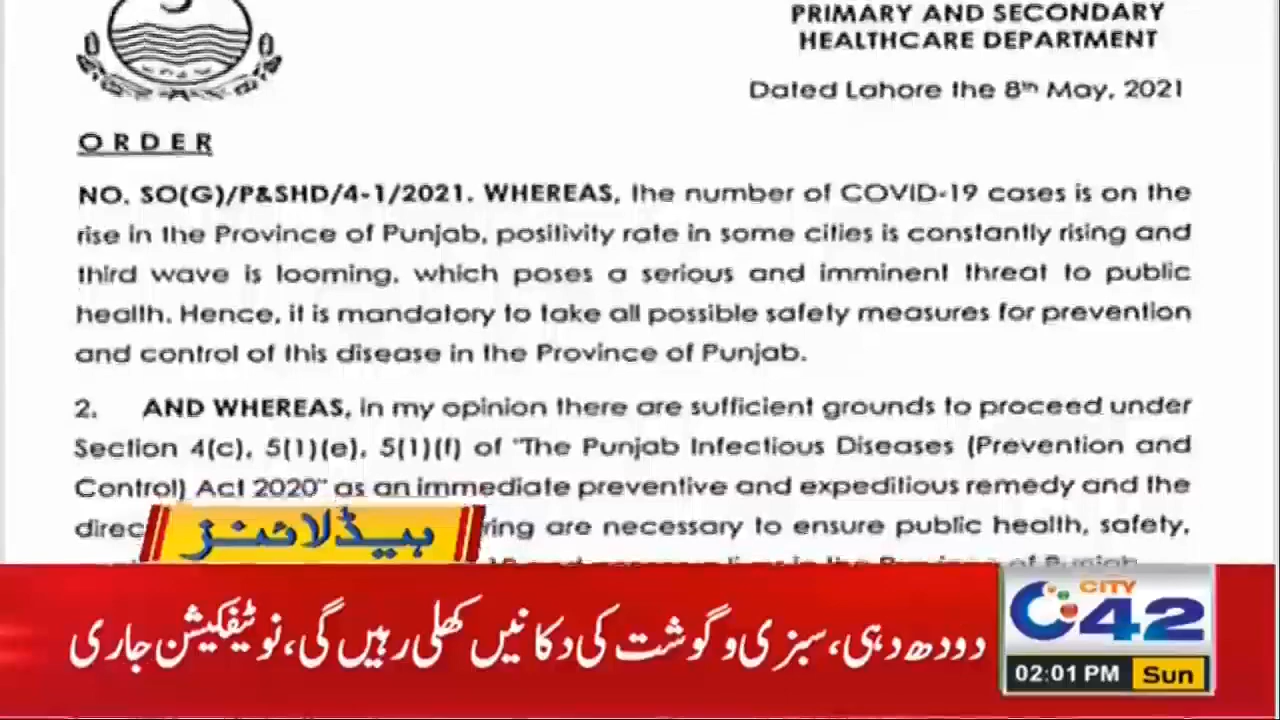 PRIMARY AND SECONDARY
HEALTHCARE DEPARTMENT
Dated Lahore the 8th May, 2021
ORDER
NO. SO(G)/P&SHD/4-1/2021. WHEREAS, the number of COVID-19 cases is on the
rise in the Province of Punjab, positivity rate in some cities is constantly rising and
third wave is looming, which poses a serious and imminent threat to public
health. Hence, it is mandatory to take all possible safety measures for prevention
and control of this disease in the Province of Punjab.
2. AND WHEREAS, in my opinion there are sufficient grounds to proceed under
Section 4(c), 5(1)(e), 5(1)(f) of "The Punjab Infectious Diseases (Prevention and
Control) Act 2020" as an immediate preventive and expeditious remedy and the
are necessary to ensure public health, safety,
in the Province of Punjab
ہیڈلائنز
دودھ دہی، سبزی و گوشت کی دکانیں کھلی رہیں گی، نوٹیفکیشن جاری
CITY
42
02:01 PM Sun